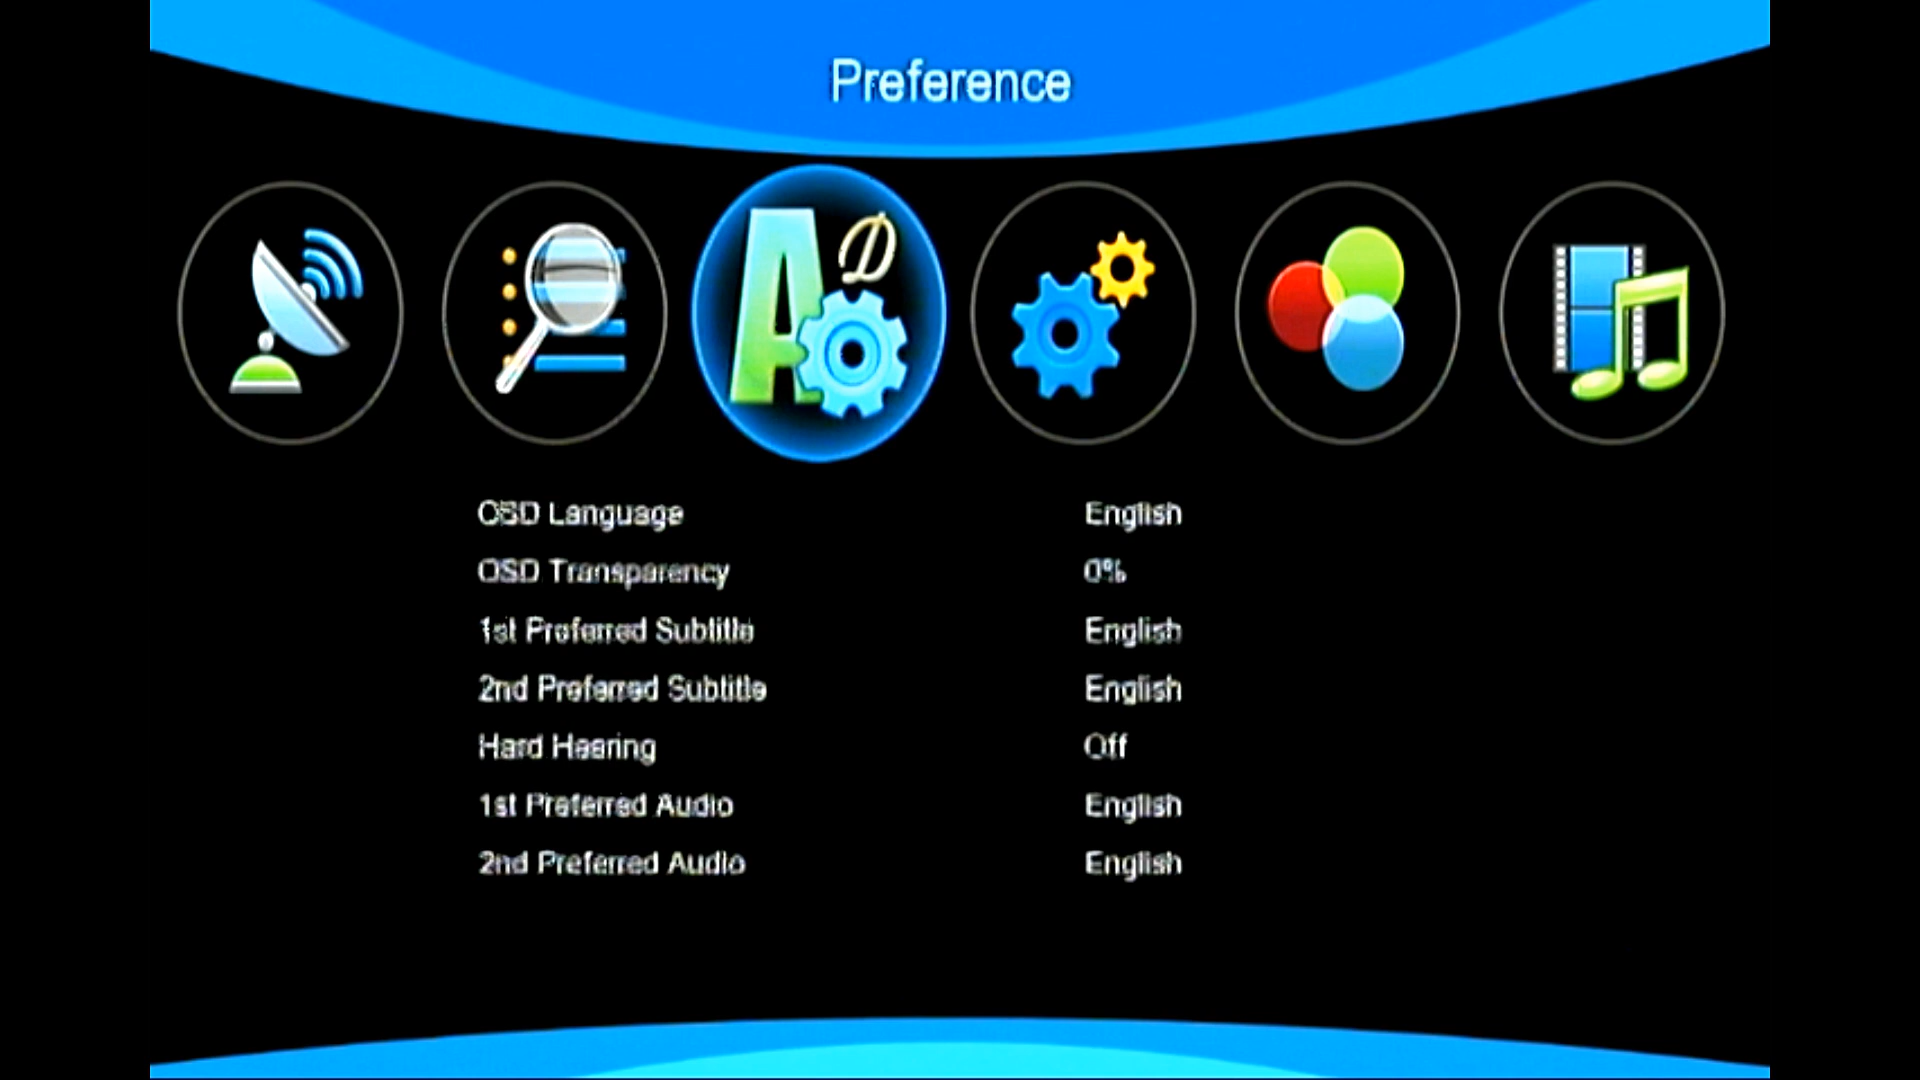 Preference
A D
OSD Language English
OSD Transparency 0%
1st Preferred Subtitle English
2nd Preferred Subtitle English
Hard Hearing Off
1st Preferred Audio English
2nd Preferred Audio English